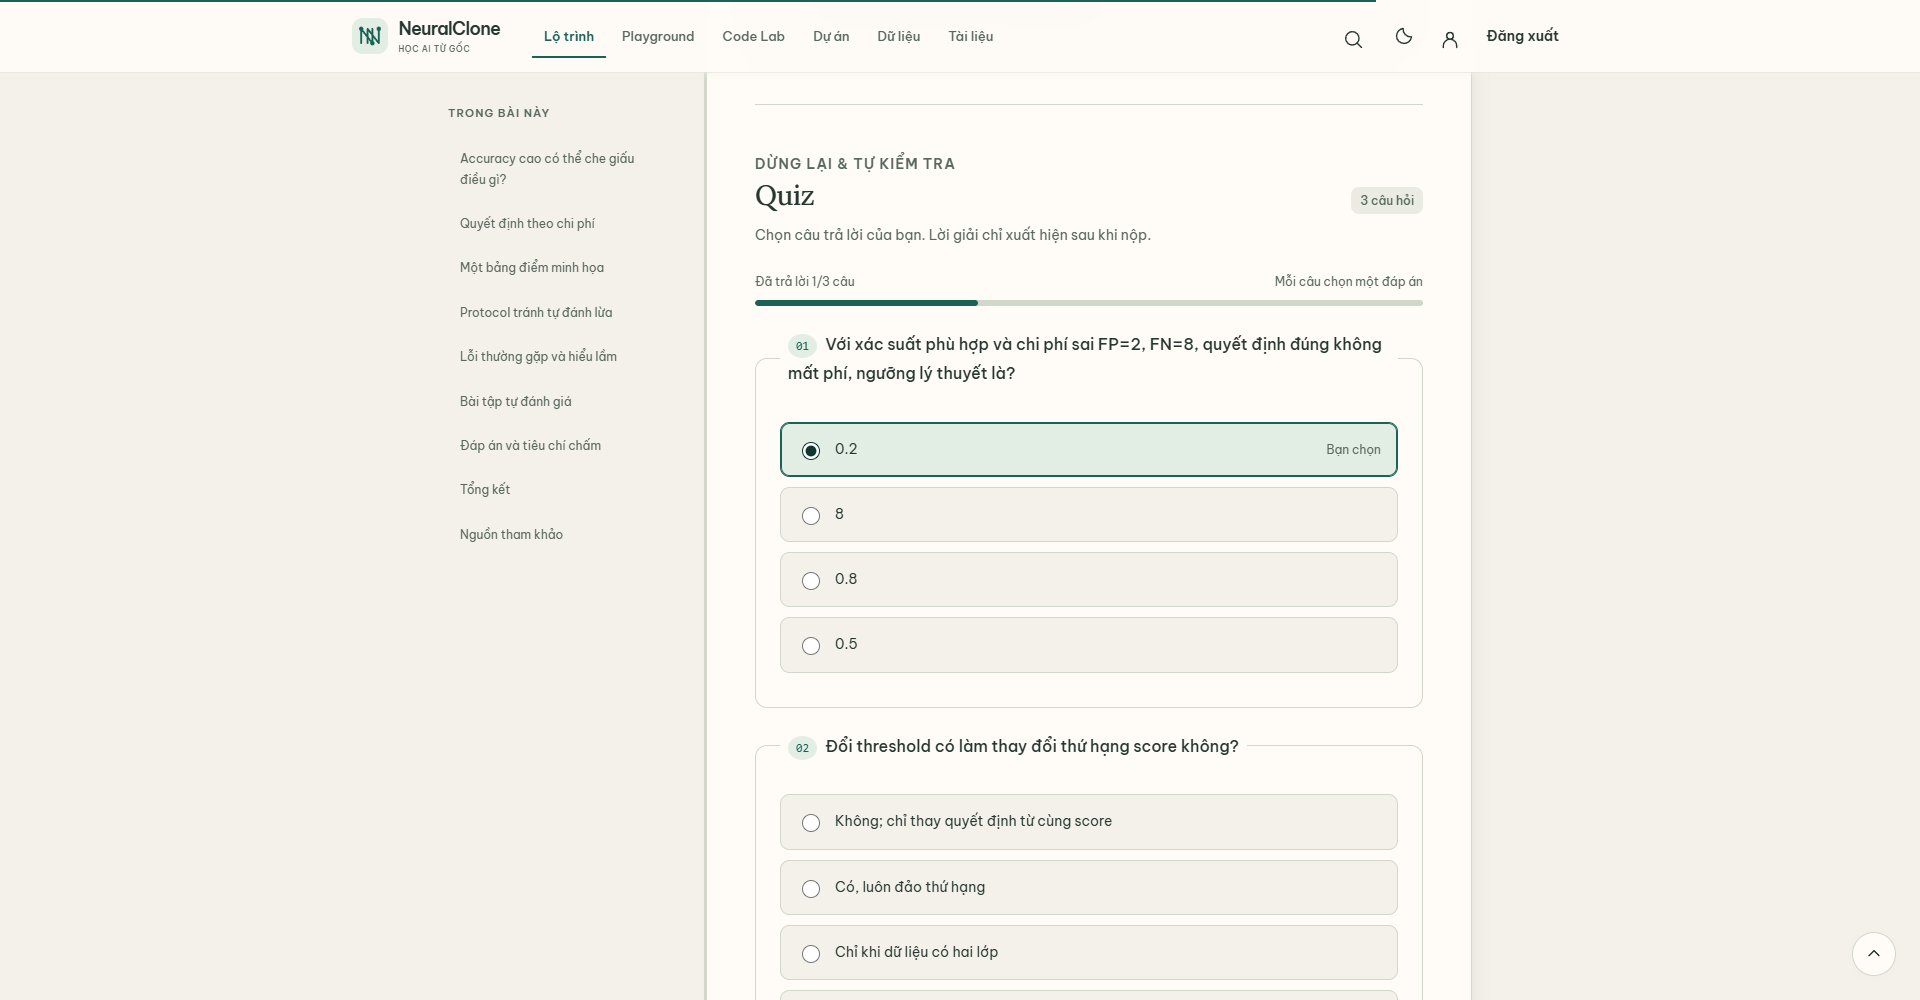 NeuralClone
HỌC AI TỪ GỐC
Lộ trình
Playground
Code Lab
Dự án
Dữ liệu
Tài liệu
Đăng xuất
TRONG BÀI NÀY
Accuracy cao có thể che giấu
điều gì?
Quyết định theo chi phí
Một bảng điểm minh họa
Protocol tránh tự đánh lừa
Lỗi thường gặp và hiểu lầm
Bài tập tự đánh giá
Đáp án và tiêu chí chấm
Tổng kết
Nguồn tham khảo
DỪNG LẠI & TỰ KIỂM TRA
Quiz
3 câu hỏi
Chọn câu trả lời của bạn. Lời giải chỉ xuất hiện sau khi nộp.
Đã trả lời 1/3 câu
Mỗi câu chọn một đáp án
01 Với xác suất phù hợp và chi phí sai FP=2, FN=8, quyết định đúng không
mất phí, ngưỡng lý thuyết là?
0.2
Bạn chọn
8
0.8
0.5
02 Đổi threshold có làm thay đổi thứ hạng score không?
Không; chỉ thay quyết định từ cùng score
Có, luôn đảo thứ hạng
Chỉ khi dữ liệu có hai lớp